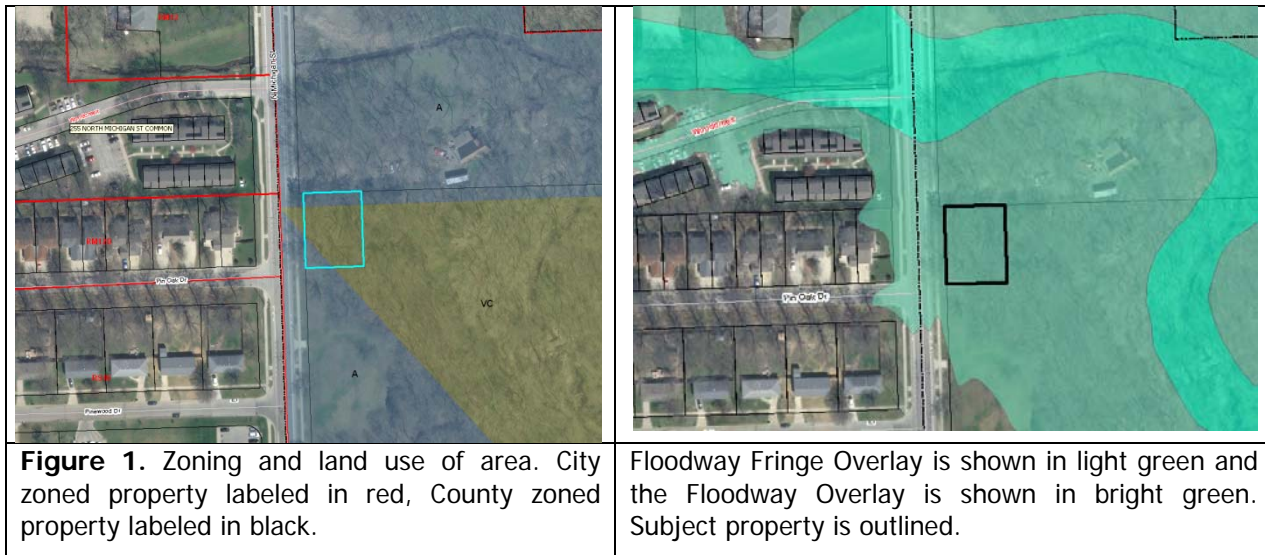 N Michigan St
A
255 NORTH MICHIGAN ST COMMON
Pin Oak Dr
VC
A
Pinewood Dr
Pin Oak Dr
Figure 1. Zoning and land use of area. City
zoned property labeled in red, County zoned
property labeled in black.
Floodway Fringe Overlay is shown in light green and
the Floodway Overlay is shown in bright green.
Subject property is outlined.